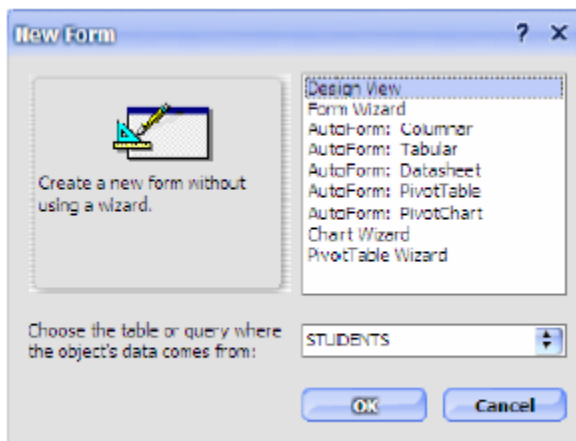 New Form
Design View
Form Wizard
AutoForm: Columnar
AutoForm: Tabular
AutoForm: Datasheet
AutoForm: PivotTable
AutoForm: PivotChart
Chart Wizard
PivotTable Wizard
Create a new form without
using a wizard.
Choose the table or query where
the object's data comes from:
STUDENTS
OK
Cancel